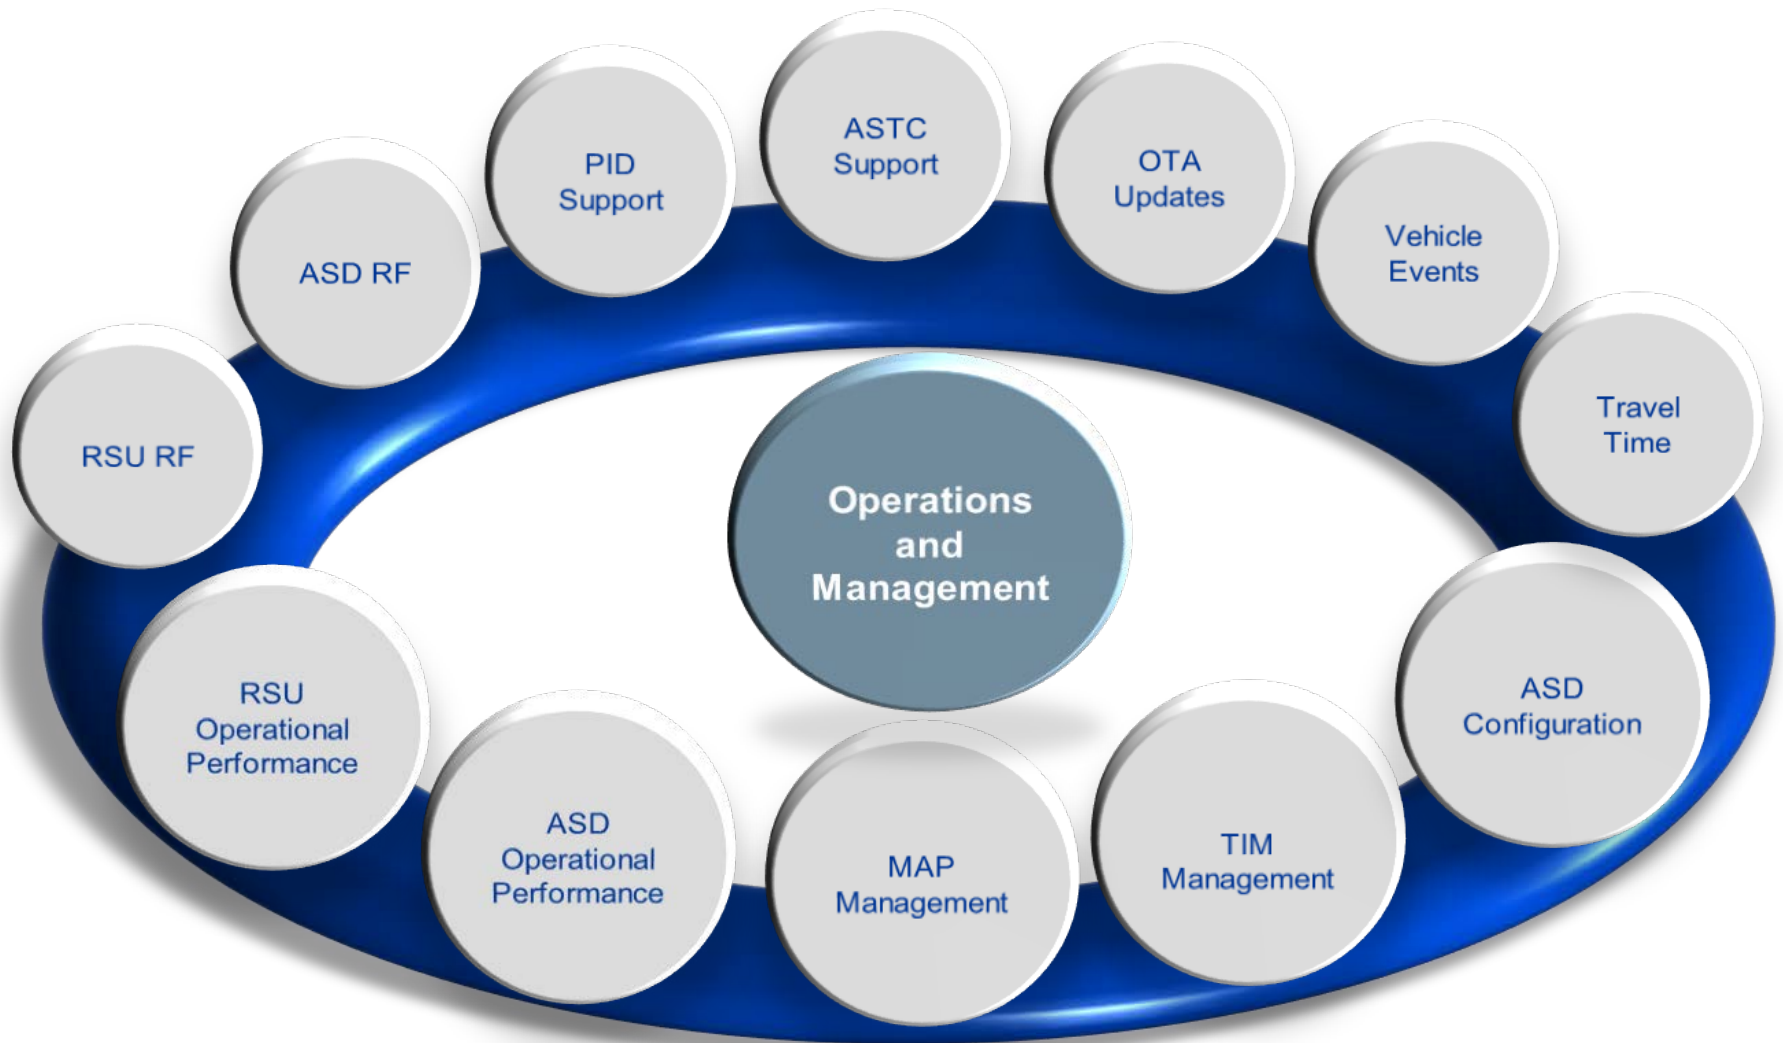 ASTC
Support
PID
Support
OTA
Updates
Vehicle
Events
ASD RF
Travel
Time
RSU RF
Operations
and
Management
RSU
Operational
Performance
ASD
Configuration
ASD
Operational
Performance
MAP
Management
TIM
Management